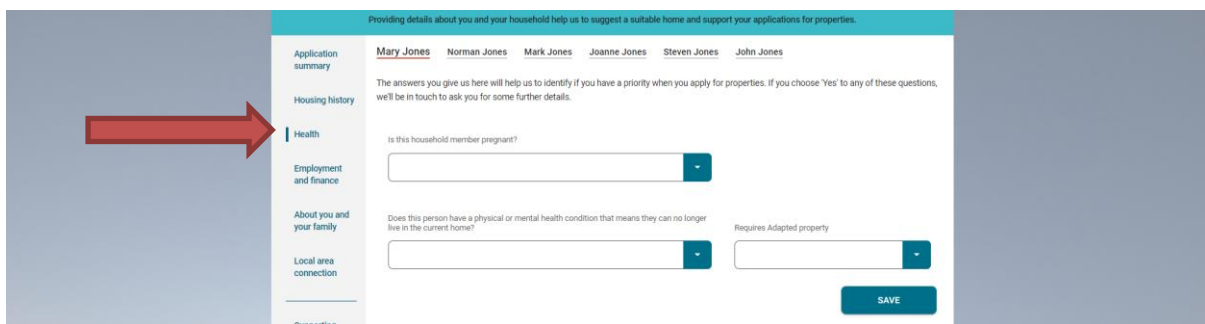 Providing details about you and your household help us to suggest a suitable home and support your applications for properties.
Application
summary
Housing history
Health
Employment
and finance
About you and
your family
Local area
connection
Mary Jones Norman Jones Mark Jones Joanne Jones Steven Jones John Jones
The answers you give us here will help us to identify if you have a priority when you apply for properties. If you choose 'Yes' to any of these questions,
we'll be in touch to ask you for some further details.
Is this household member pregnant?
Does this person have a physical or mental health condition that means they can no longer
live in the current home?
Requires Adapted property
SAVE